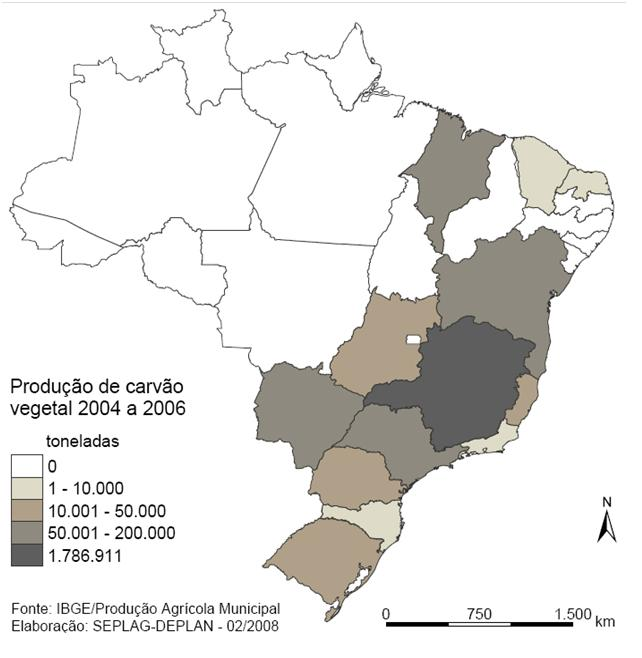 Produção de carvão
vegetal 2004 a 2006
toneladas
0
1 - 10.000
10.001 - 50.000
50.001 - 200.000
1.786.911
Fonte: IBGE/Produção Agrícola Municipal
Elaboração: SEPLAG-DEPLAN - 02/2008
N
0 750 1.500 km